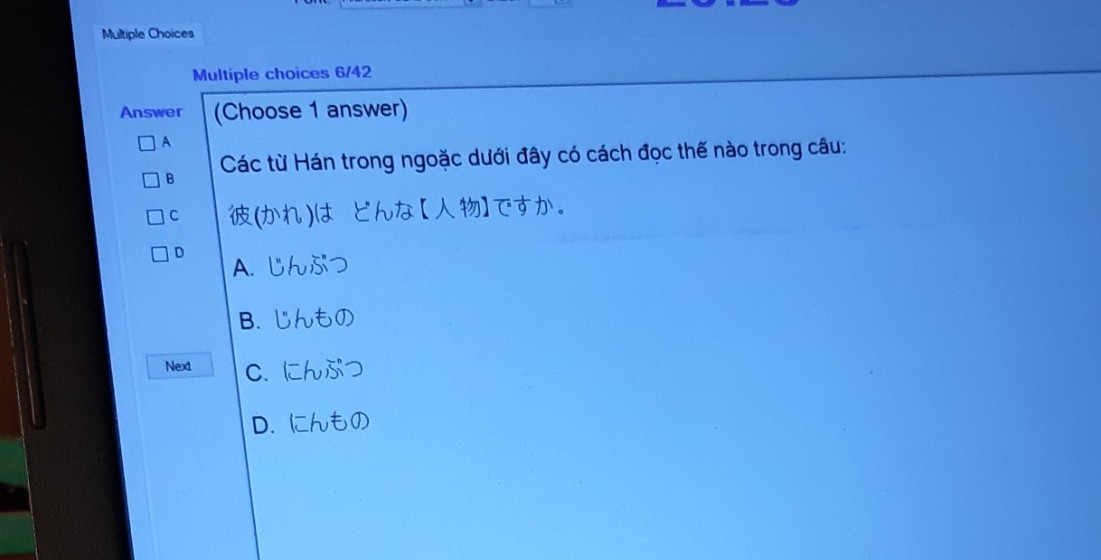 Multiple Choices
Multiple choices 6/42
Answer
A
B
C
D
Next
(Choose 1 answer)
Các từ Hán trong ngoặc dưới đây có cách đọc thế nào trong câu:
彼(かれ)は どんな【人物】ですか。
A. じんぶつ
B. じんもの
C. にんぶつ
D. にんもの